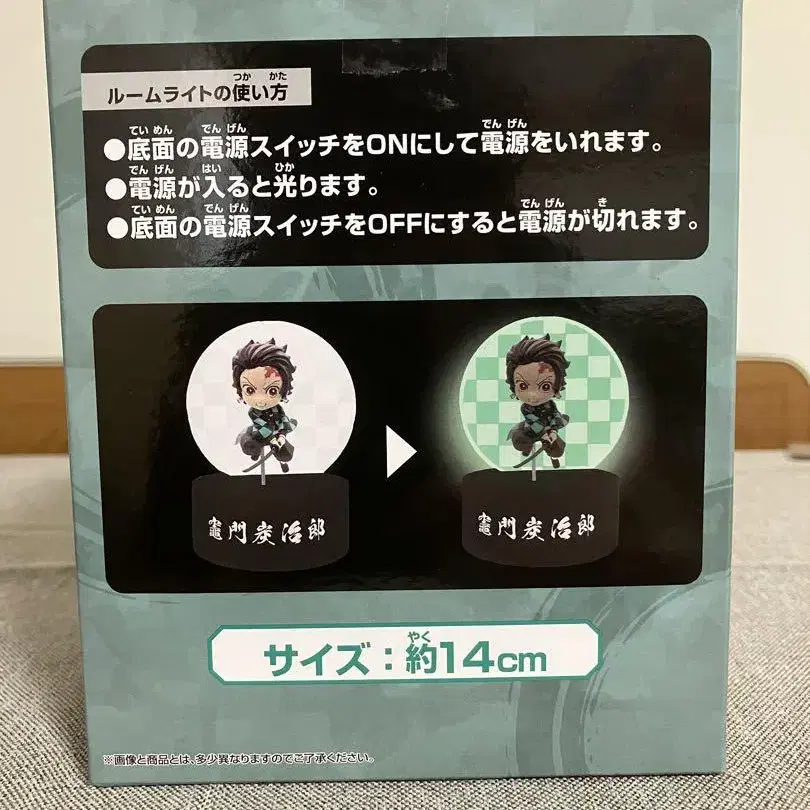 ルームライトの使い方
●底面の電源スイッチをONにして電源をいれます。
●電源が入ると光ります。
●底面の電源スイッチをOFFにすると電源が切れます。
竈門炭治郎
竈門炭治郎
サイズ：約14cm
※画像と商品とは、多少異なりますのでご了承ください。